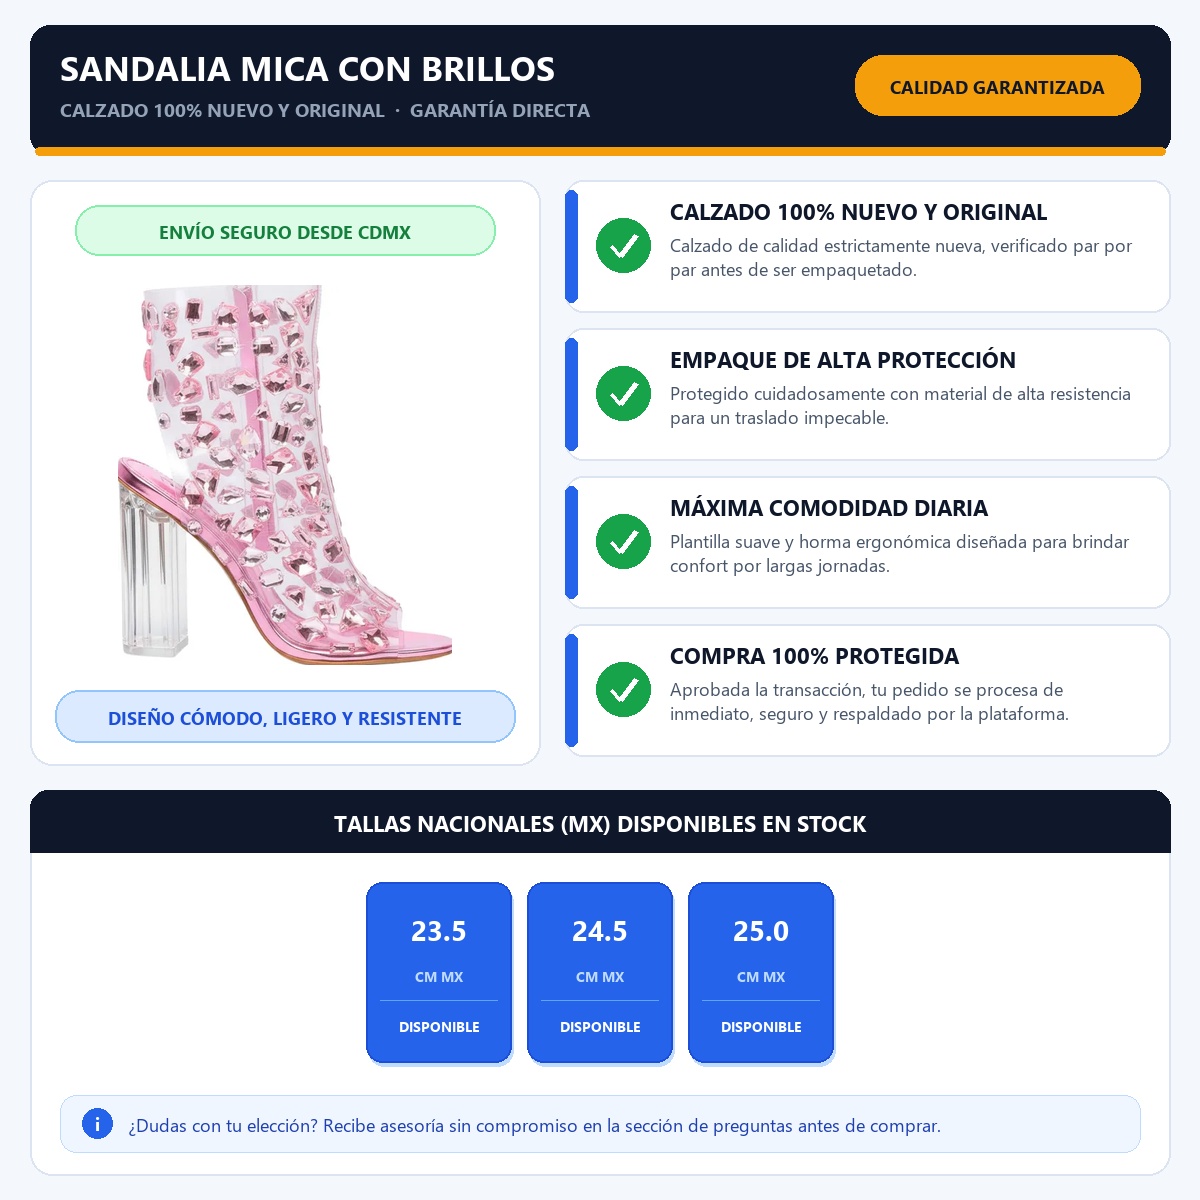 SANDALIA MICA CON BRILLOS
CALZADO 100% NUEVO Y ORIGINAL · GARANTÍA DIRECTA
CALIDAD GARANTIZADA
ENVÍO SEGURO DESDE CDMX
DISEÑO CÓMODO, LIGERO Y RESISTENTE
CALZADO 100% NUEVO Y ORIGINAL
Calzado de calidad estrictamente nueva, verificado par por
par antes de ser empaquetado.
EMPAQUE DE ALTA PROTECCIÓN
Protegido cuidadosamente con material de alta resistencia
para un traslado impecable.
MÁXIMA COMODIDAD DIARIA
Plantilla suave y horma ergonómica diseñada para brindar
confort por largas jornadas.
COMPRA 100% PROTEGIDA
Aprobada la transacción, tu pedido se procesa de
inmediato, seguro y respaldado por la plataforma.
TALLAS NACIONALES (MX) DISPONIBLES EN STOCK
23.5
CM MX
DISPONIBLE
24.5
CM MX
DISPONIBLE
25.0
CM MX
DISPONIBLE
¿Dudas con tu elección? Recibe asesoría sin compromiso en la sección de preguntas antes de comprar.